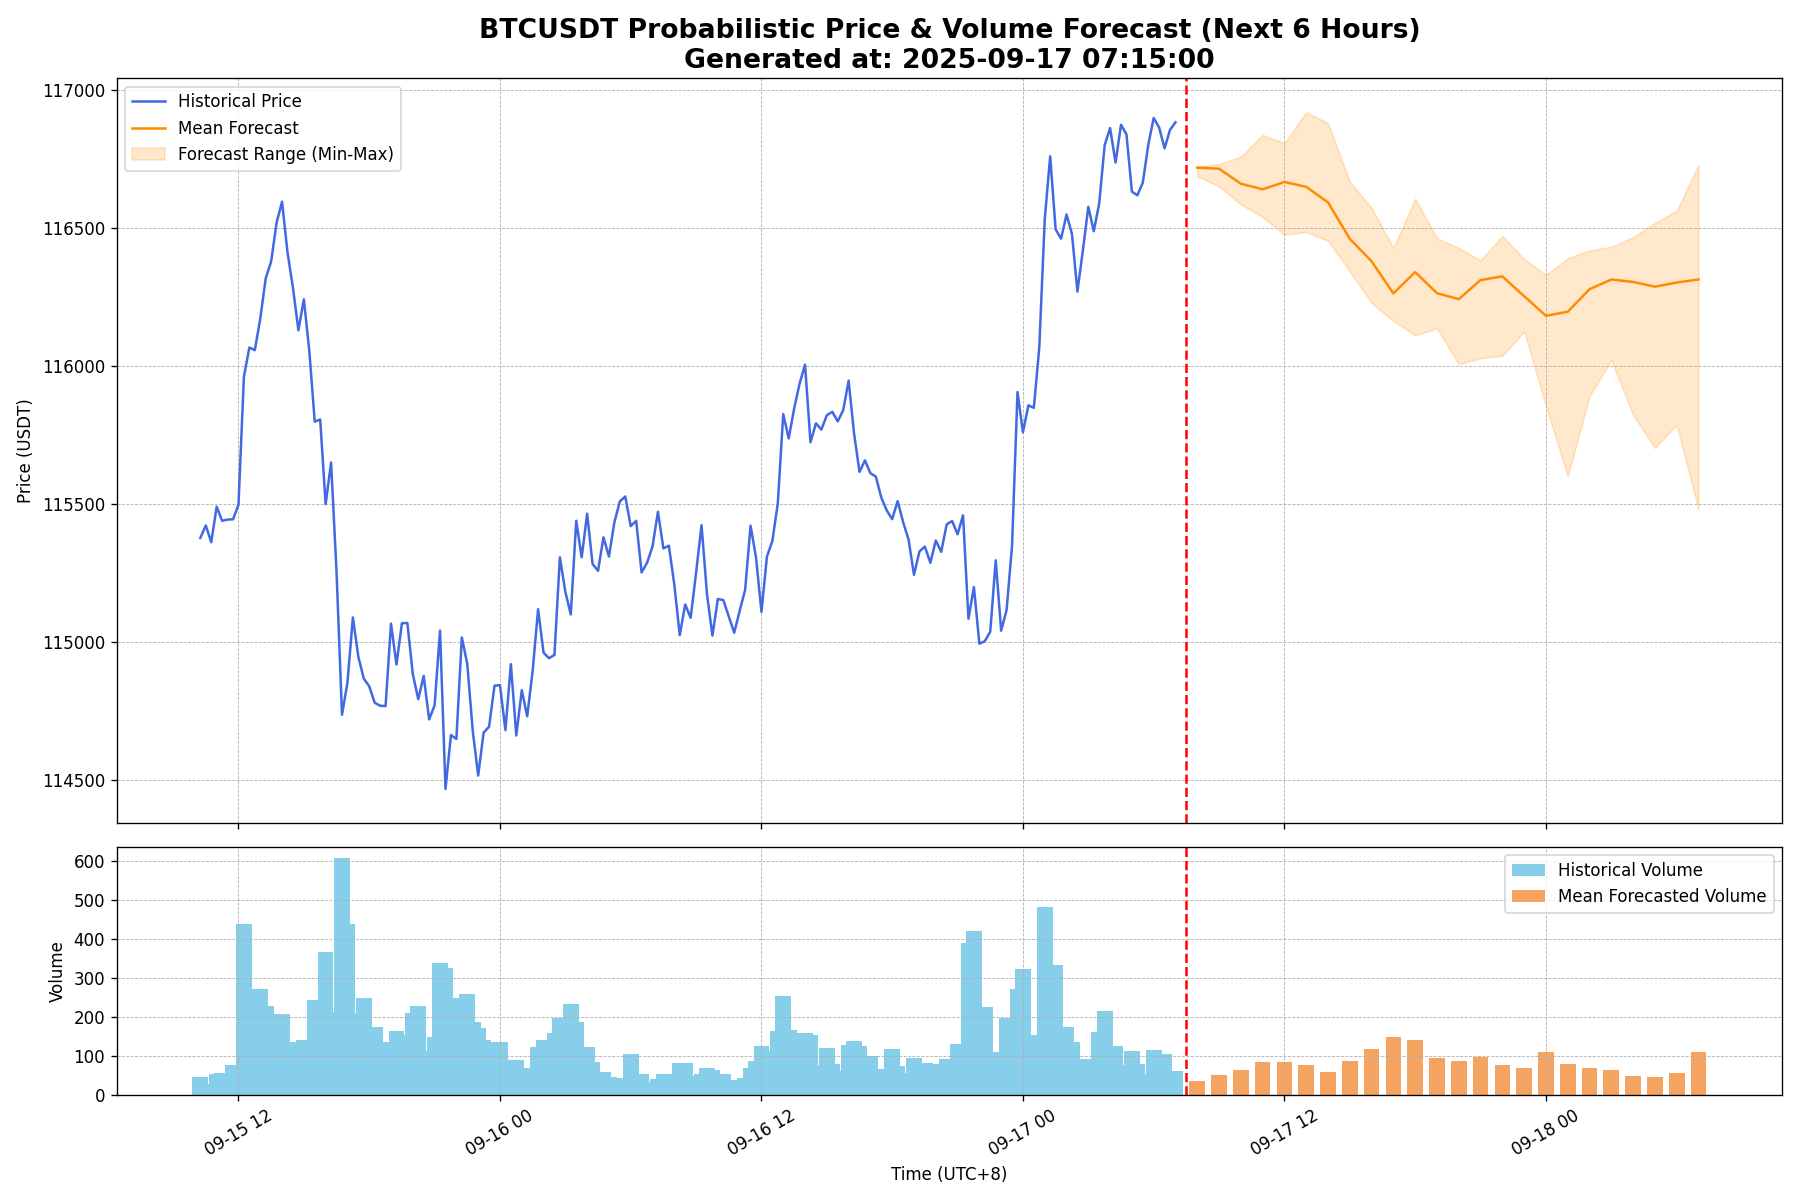 BTCUSDT Probabilistic Price & Volume Forecast (Next 6 Hours)
Generated at: 2025-09-17 07:15:00
Historical Price
Mean Forecast
Forecast Range (Min-Max)
117000
116500
116000
115500
115000
114500
Price (USDT)
Historical Volume
Mean Forecasted Volume
600
500
400
300
200
100
0
Volume
09-15 12
09-16 00
09-16 12
09-17 00
09-17 12
09-18 00
Time (UTC+8)